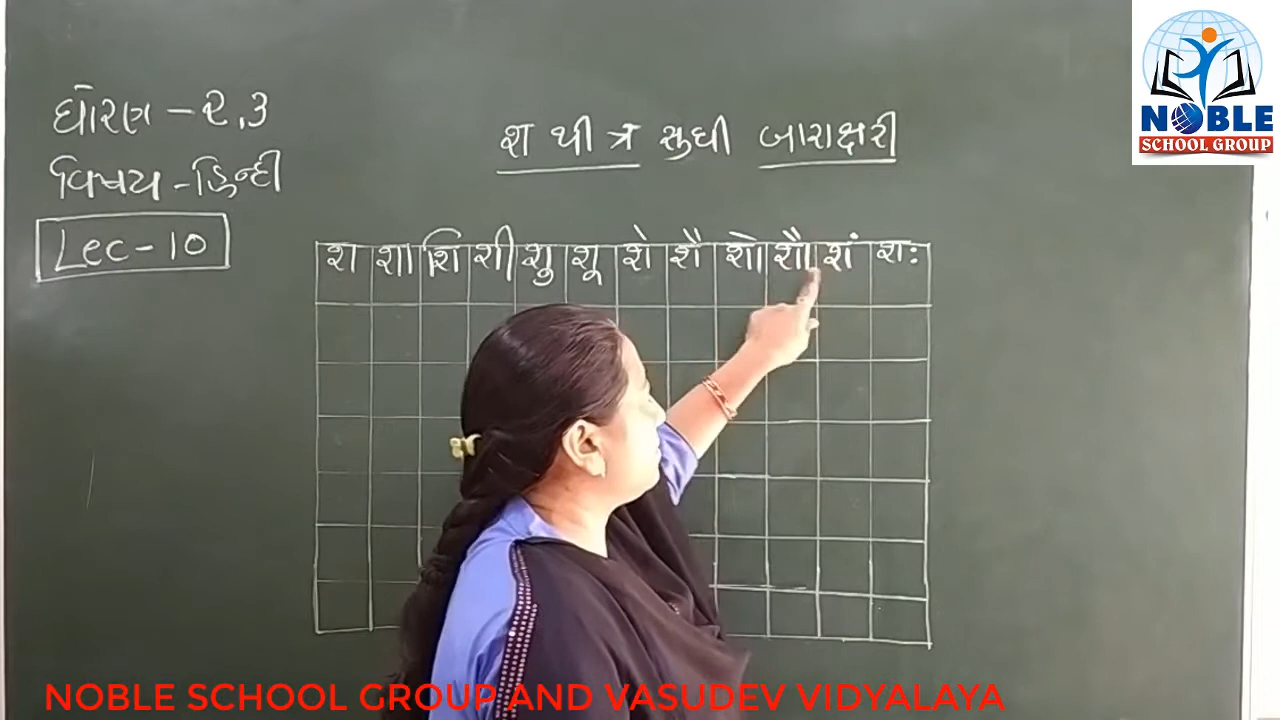 ધોરણ - ૨,૩
વિષય - હિન્દી
Lec - 10
શ થી ત્ર સુધી બારાક્ષરી
श शा शि शी शु शू शे शै शो शौ शं शः
NOBLE
SCHOOL GROUP
NOBLE SCHOOL GROUP AND VASUDEV VIDYALAYA